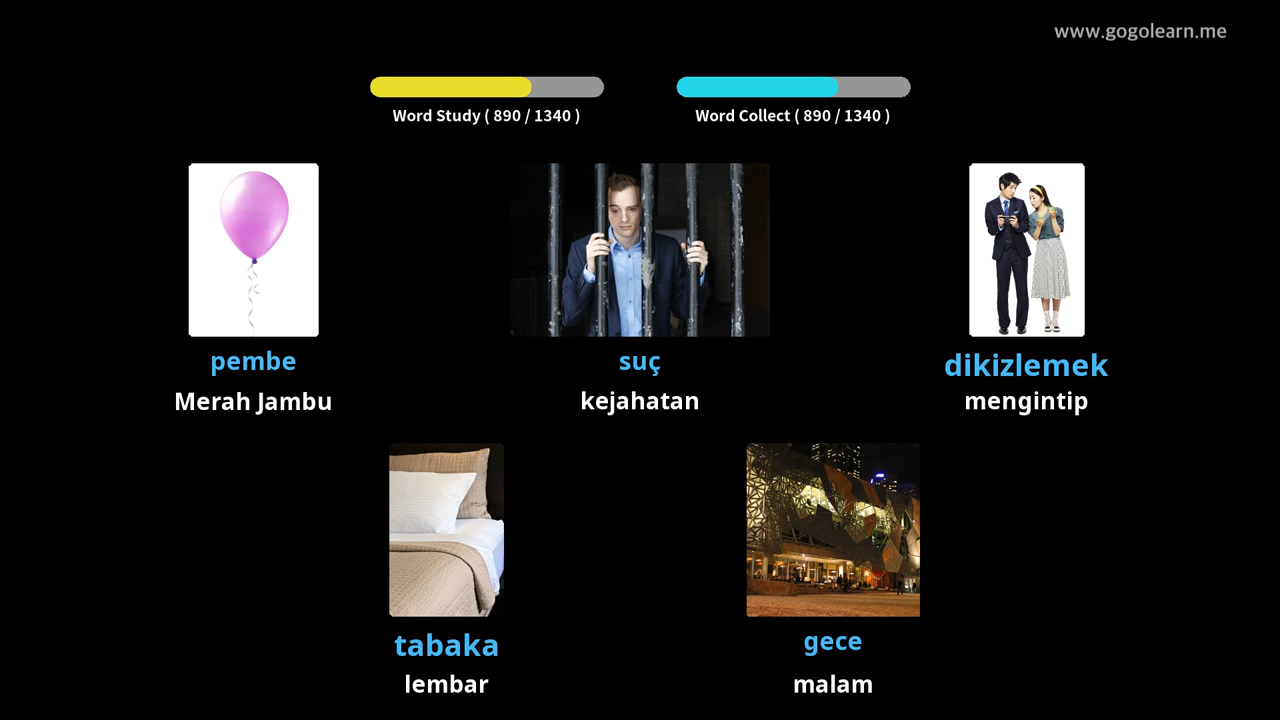 www.gogolearn.me
Word Study ( 890 / 1340 )
Word Collect ( 890 / 1340 )
pembe
Merah Jambu
suç
kejahatan
dikizlemek
mengintip
tabaka
lembar
gece
malam